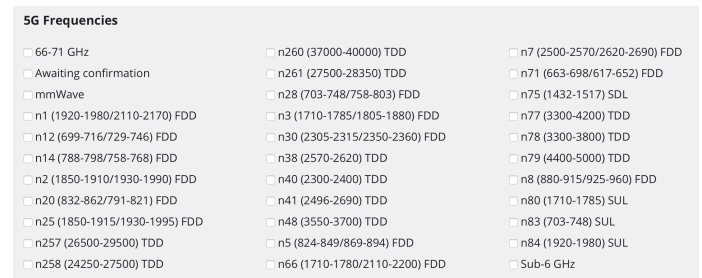 5G Frequencies
66-71 GHz
Awaiting confirmation
mmWave
n1 (1920-1980/2110-2170) FDD
n12 (699-716/729-746) FDD
n14 (788-798/758-768) FDD
n2 (1850-1910/1930-1990) FDD
n20 (832-862/791-821) FDD
n25 (1850-1915/1930-1995) FDD
n257 (26500-29500) TDD
n258 (24250-27500) TDD
n260 (37000-40000) TDD
n261 (27500-28350) TDD
n28 (703-748/758-803) FDD
n3 (1710-1785/1805-1880) FDD
n30 (2305-2315/2350-2360) FDD
n38 (2570-2620) TDD
n40 (2300-2400) TDD
n41 (2496-2690) TDD
n48 (3550-3700) TDD
n5 (824-849/869-894) FDD
n66 (1710-1780/2110-2200) FDD
n7 (2500-2570/2620-2690) FDD
n71 (663-698/617-652) FDD
n75 (1432-1517) SDL
n77 (3300-4200) TDD
n78 (3300-3800) TDD
n79 (4400-5000) TDD
n8 (880-915/925-960) FDD
n80 (1710-1785) SUL
n83 (703-748) SUL
n84 (1920-1980) SUL
Sub-6 GHz